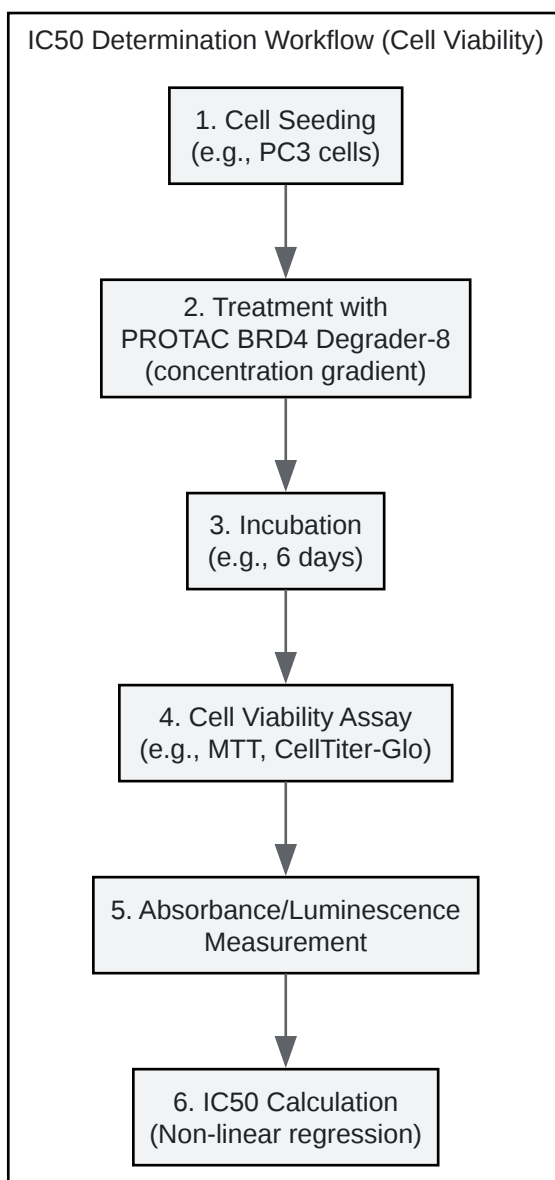 IC50 Determination Workflow (Cell Viability)
1. Cell Seeding
(e.g., PC3 cells)
2. Treatment with
PROTAC BRD4 Degrader-8
(concentration gradient)
3. Incubation
(e.g., 6 days)
4. Cell Viability Assay
(e.g., MTT, CellTiter-Glo)
5. Absorbance/Luminescence
Measurement
6. IC50 Calculation
(Non-linear regression)